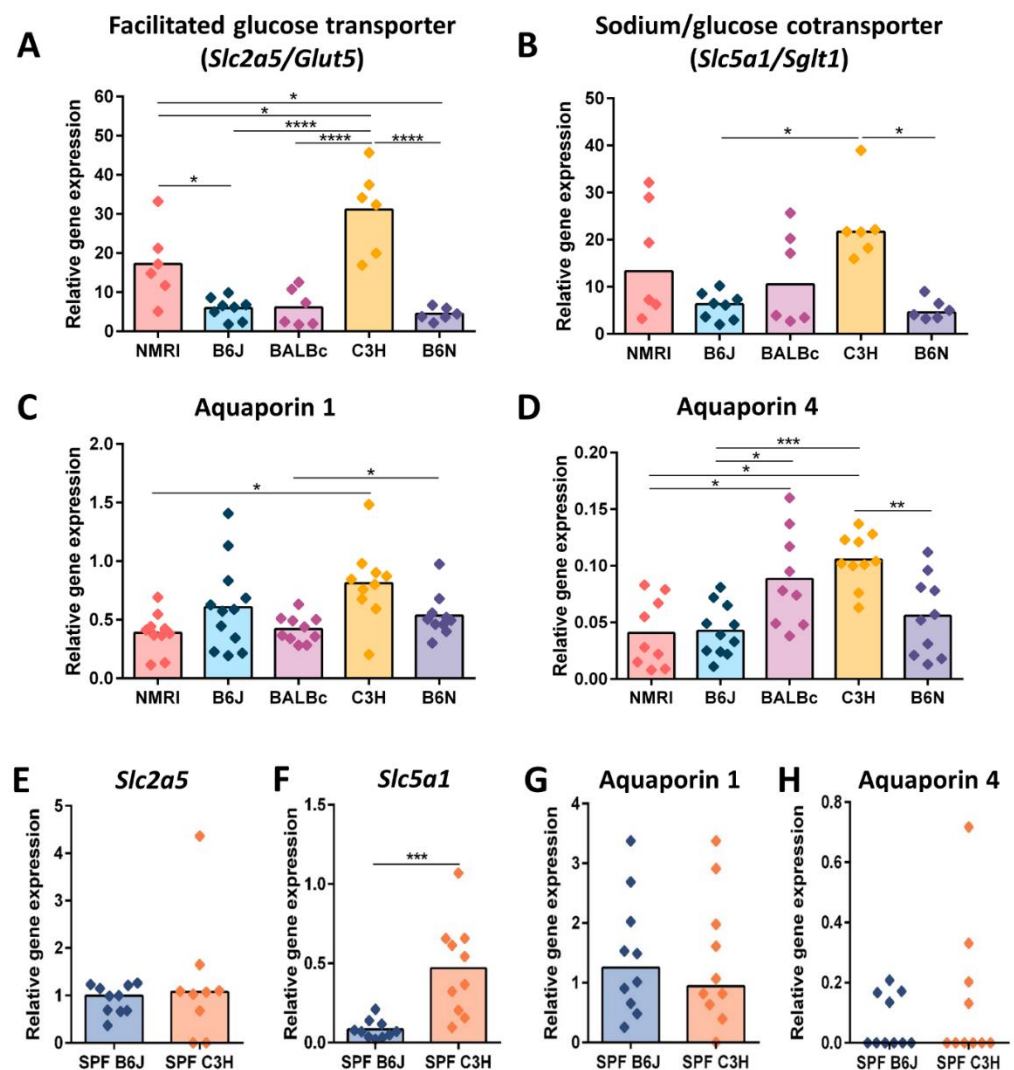 A
Facilitated glucose transporter
(Slc2a5/Glut5)
Relative gene expression
60
50
40
30
20
10
0
*
*
****
****
****
*
NMRI
B6J
BALBc
C3H
B6N
B
Sodium/glucose cotransporter
(Slc5a1/Sglt1)
Relative gene expression
50
40
30
20
10
0
*
*
NMRI
B6J
BALBc
C3H
B6N
C
Aquaporin 1
Relative gene expression
2.0
1.5
1.0
0.5
0.0
*
*
NMRI
B6J
BALBc
C3H
B6N
D
Aquaporin 4
Relative gene expression
0.20
0.15
0.10
0.05
0.00
***
*
*
*
**
NMRI
B6J
BALBc
C3H
B6N
E
Slc2a5
Relative gene expression
5
4
3
2
1
0
SPF B6J
SPF C3H
F
Slc5a1
Relative gene expression
1.5
1.0
0.5
0.0
***
SPF B6J
SPF C3H
G
Aquaporin 1
Relative gene expression
4
3
2
1
0
SPF B6J
SPF C3H
H
Aquaporin 4
Relative gene expression
0.8
0.6
0.4
0.2
0.0
SPF B6J
SPF C3H